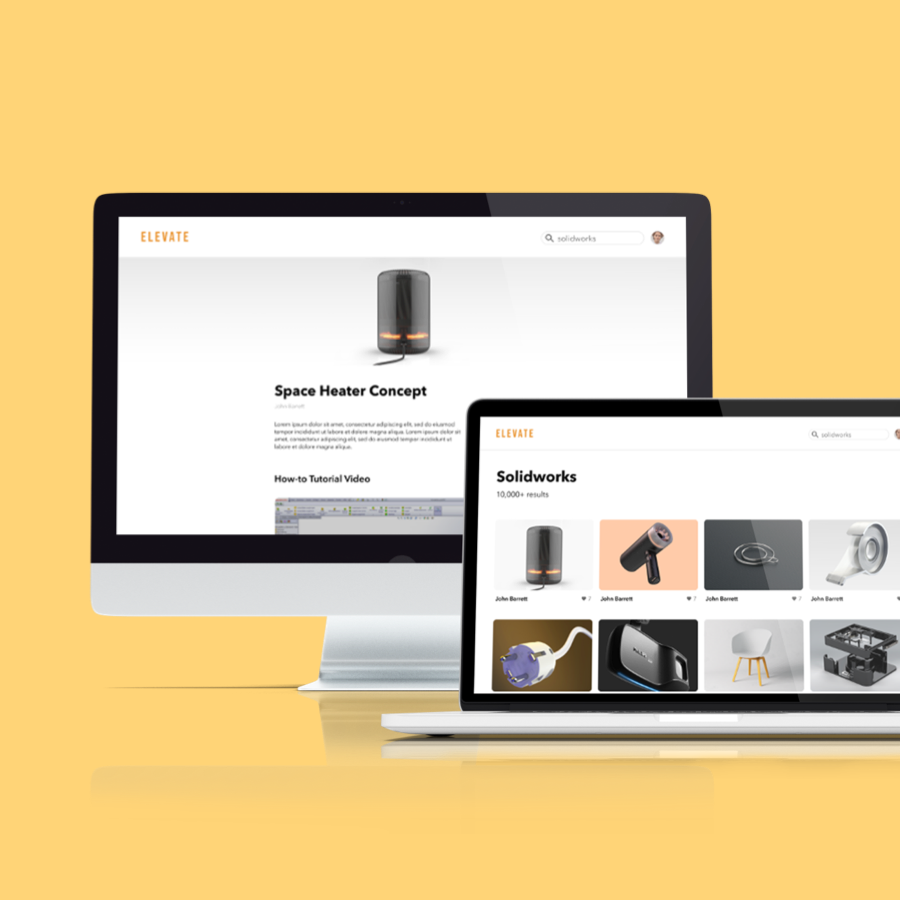 ELEVATE
solidworks
Space Heater Concept
John Barrett
Lorem ipsum dolor sit amet, consectetur adipiscing elit, sed do eiusmod
tempor incididunt ut labore et dolore magna aliqua. Lorem ipsum dolor sit
amet, consectetur adipiscing elit, sed do eiusmod tempor incididunt ut
labore et dolore magna aliqua.
How-to Tutorial Video
ELEVATE
solidworks
Solidworks
10,000+ results
John Barrett 7
John Barrett 7
John Barrett 7
John Barrett